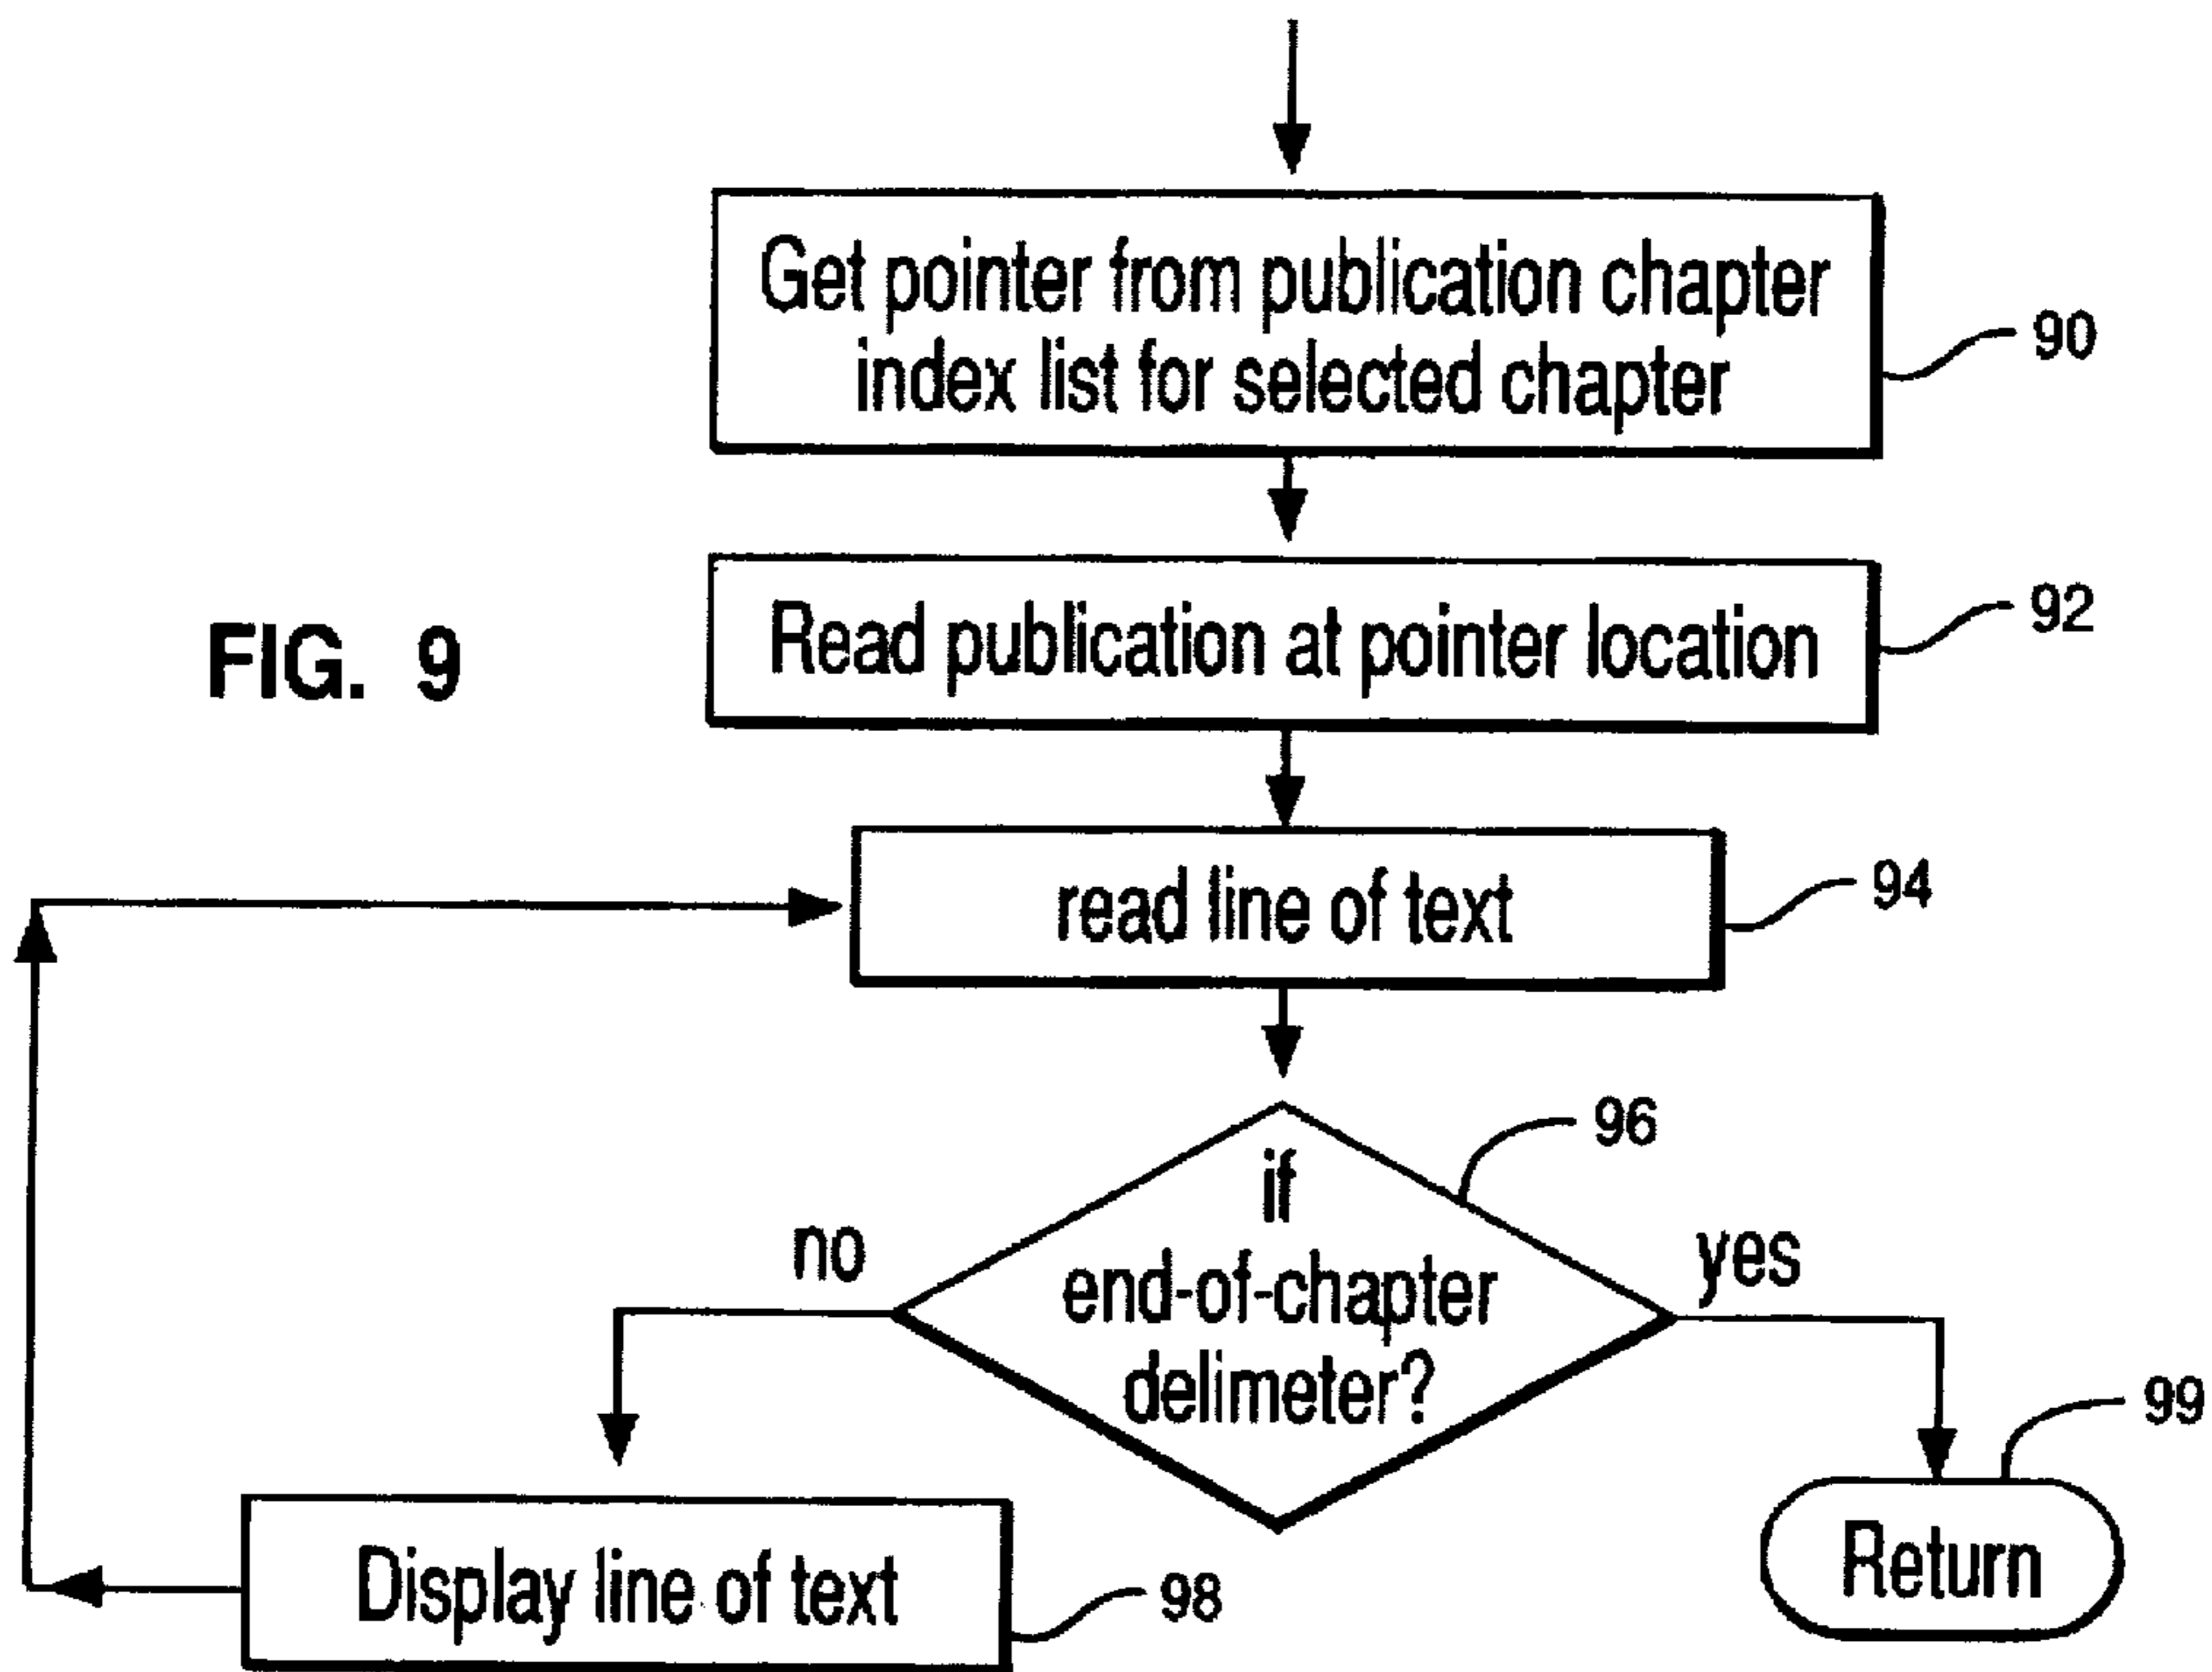 Get pointer from publication chapter
index list for selected chapter
90
Read publication at pointer location
92
FIG. 9
read line of text
94
if
end-of-chapter
delimeter?
96
no
yes
Display line of text
98
Return
99